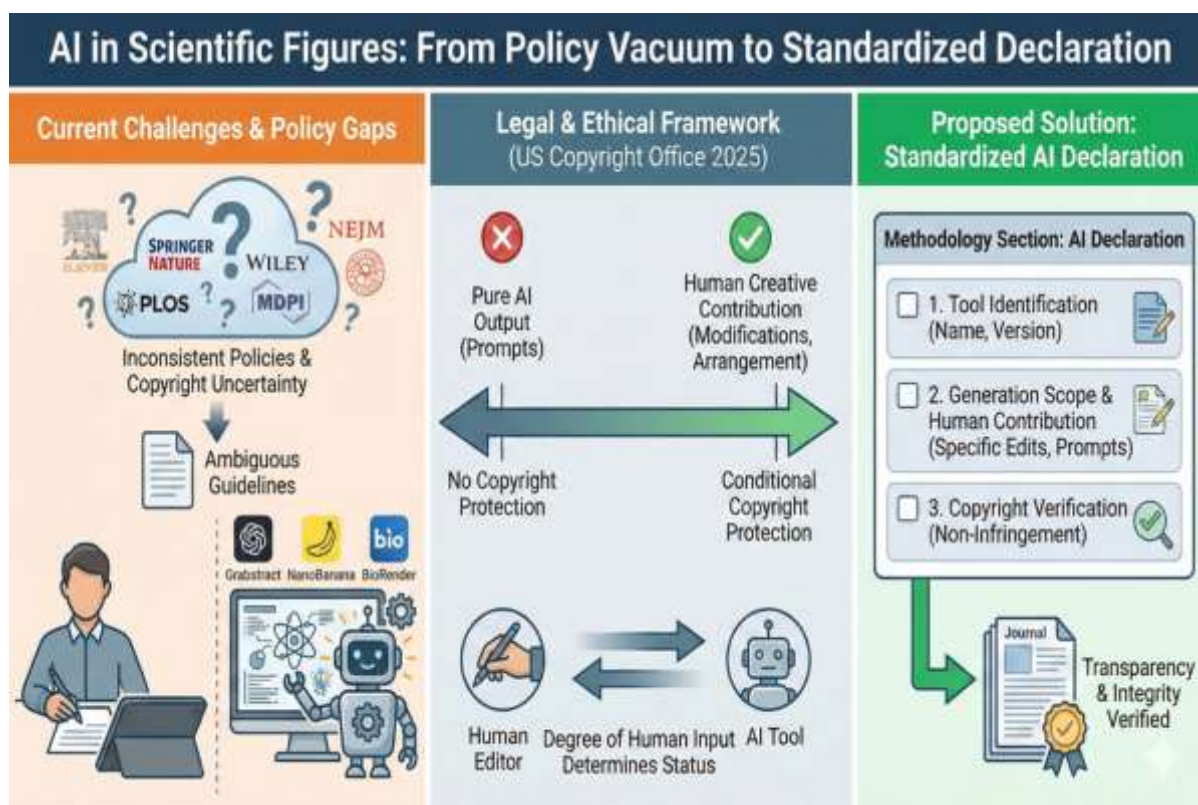 AI in Scientific Figures: From Policy Vacuum to Standardized Declaration
Current Challenges & Policy Gaps
NEJM
SPRINGER
NATURE
WILEY
PLOS
MDPI
Inconsistent Policies &
Copyright Uncertainty
Ambiguous
Guidelines
bio
Grabstract NanoBanana BioRender
Legal & Ethical Framework
(US Copyright Office 2025)
Pure AI
Output
(Prompts)
Human Creative
Contribution
(Modifications,
Arrangement)
No Copyright
Protection
Conditional
Copyright
Protection
Human
Editor
Degree of Human Input
Determines Status
AI Tool
Proposed Solution:
Standardized AI Declaration
Methodology Section: AI Declaration
1. Tool Identification
(Name, Version)
2. Generation Scope &
Human Contribution
(Specific Edits, Prompts)
3. Copyright Verification
(Non-Infringement)
Journal
Transparency
& Integrity
Verified